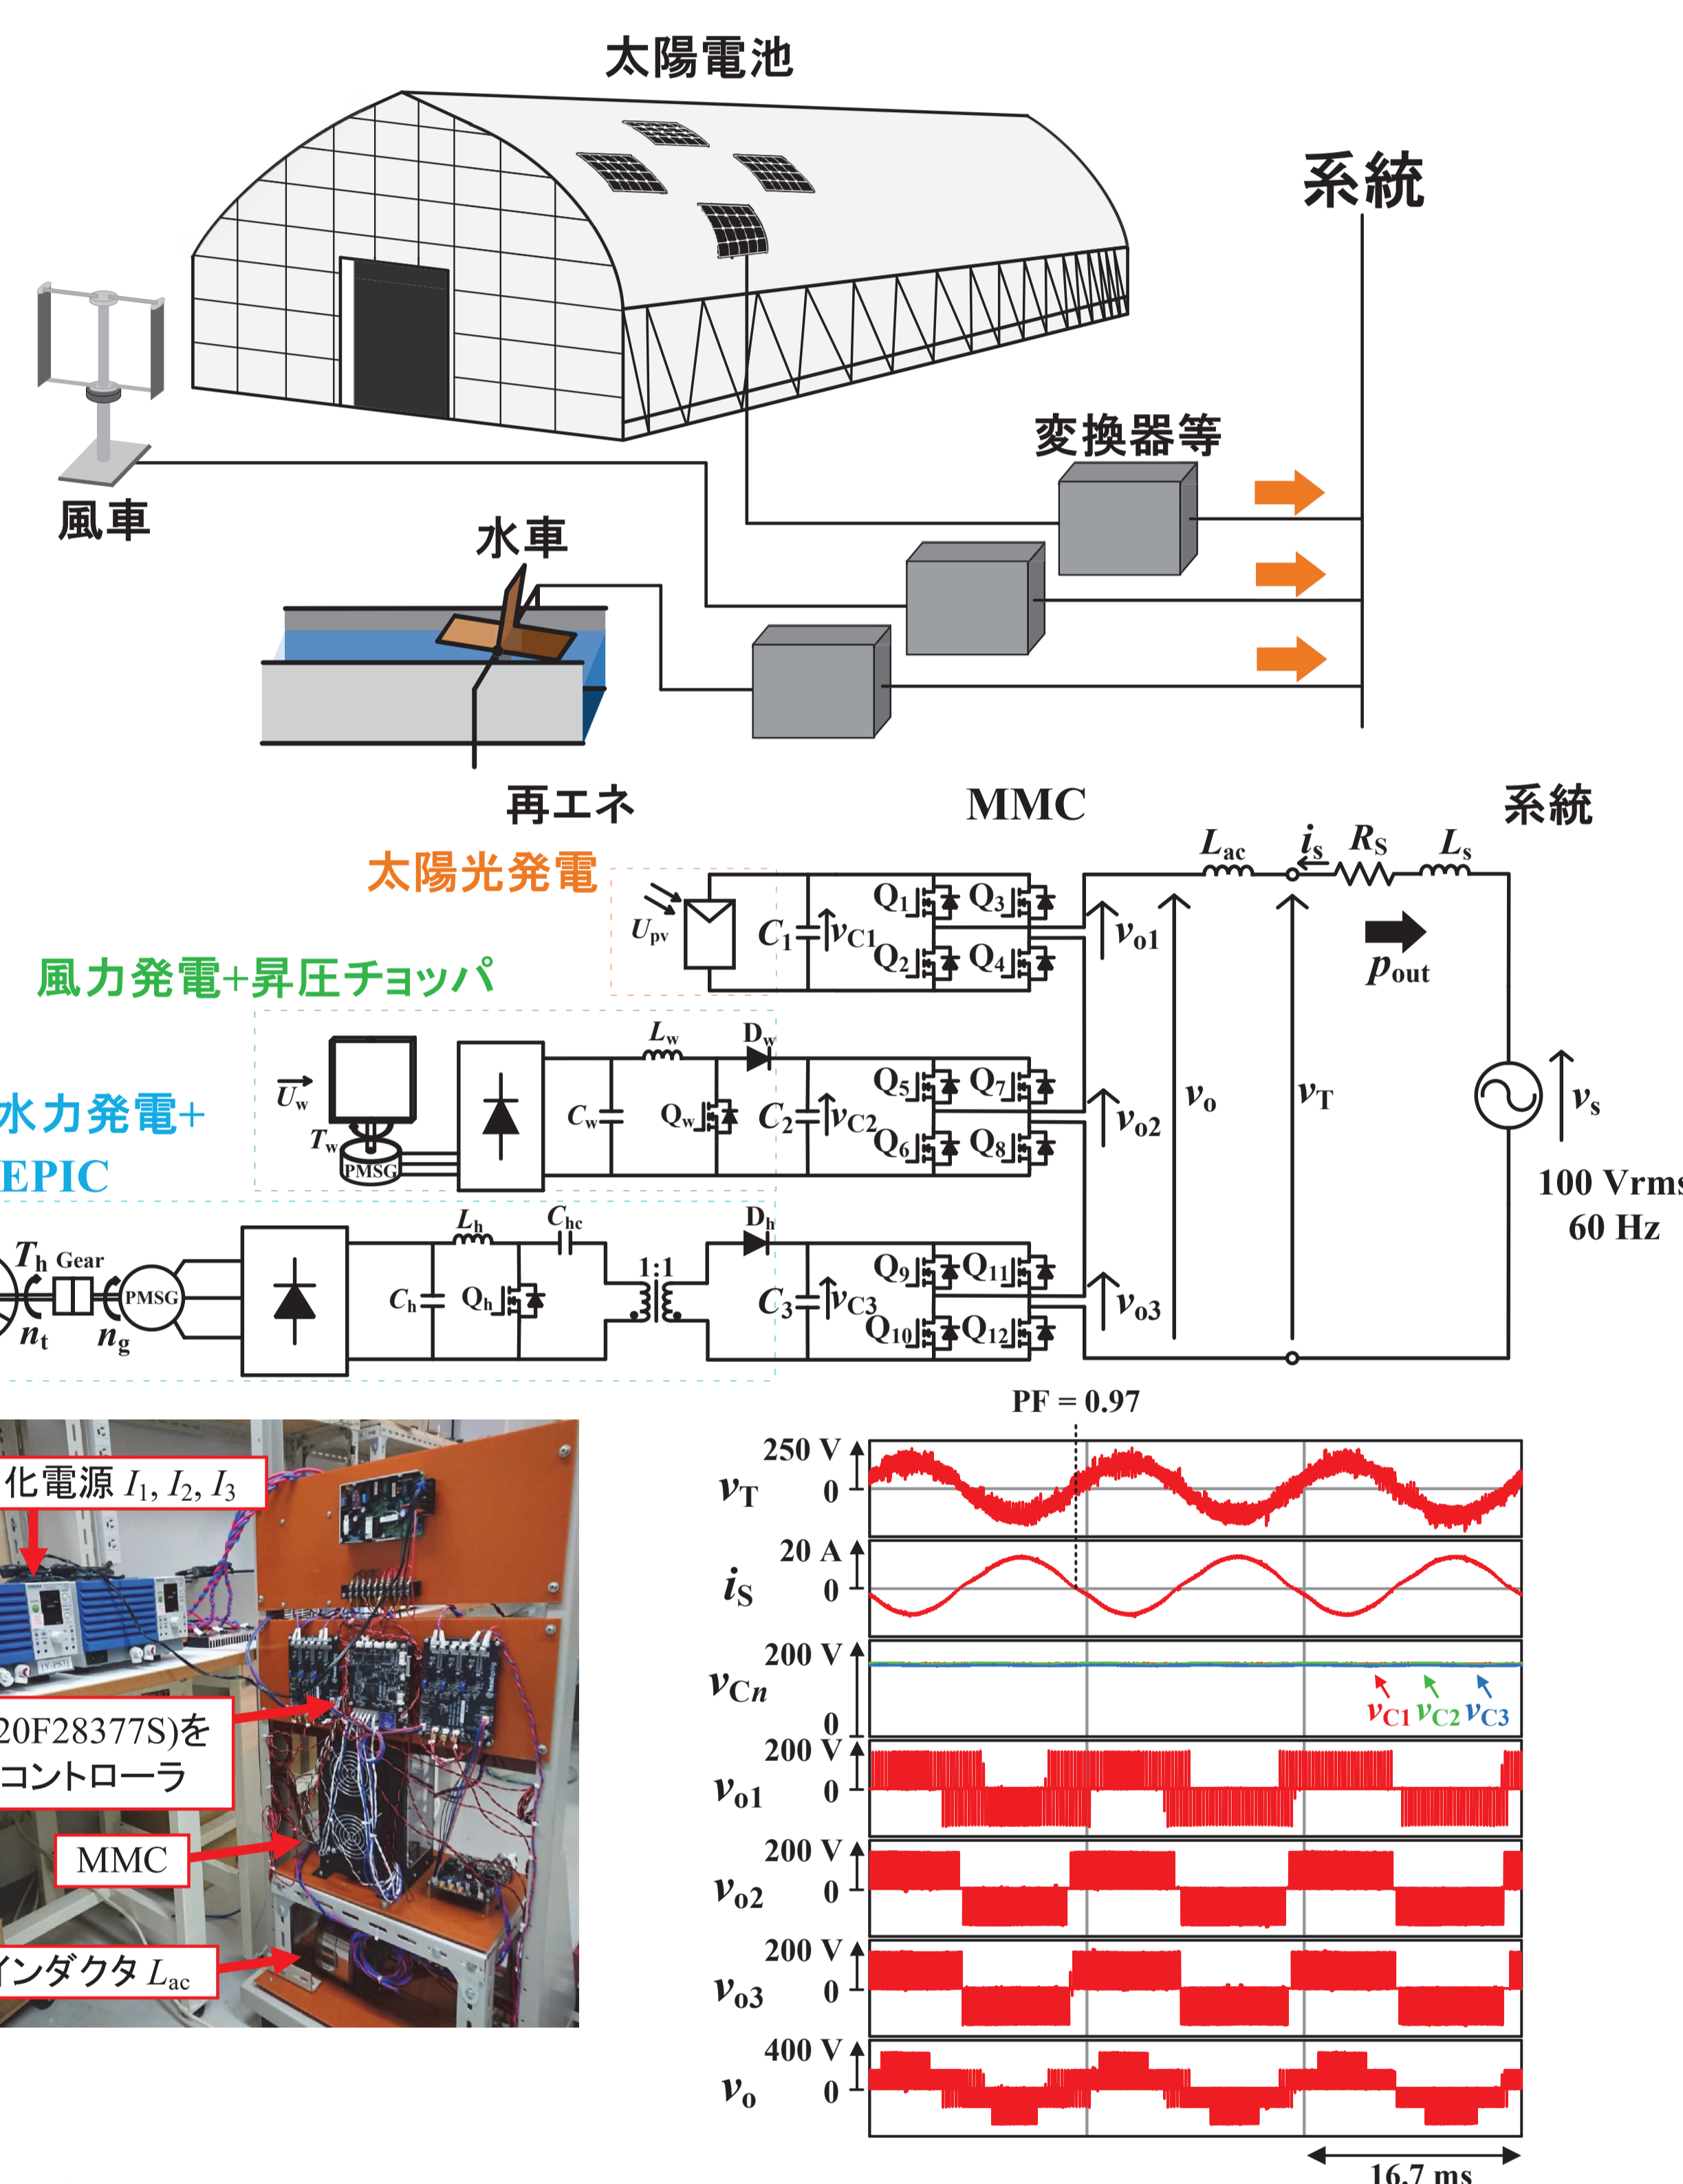 太陽電池
系統
変換器等
風車
水車
再エネ
MMC
系統
太陽光発電
Upv
C1
vC1
Q1
Q3
Q2
Q4
vo1
Lac
is
RS
Ls
pout
風力発電+昇圧チョッパ
Uw
Tw
PMSG
Cw
Lw
Qw
Dw
C2
vC2
Q5
Q7
Q6
Q8
vo2
vo
vT
vs
100 Vrms
60 Hz
水力発電+
EPIC
Th
Gear
nt
ng
PMSG
Ch
Lh
Qh
Chc
1:1
Dh
C3
vC3
Q9
Q11
Q10
Q12
vo3
化電源 I1, I2, I3
20F28377S)を
コントローラ
MMC
インダクタ Lac
PF = 0.97
vT
250 V
0
iS
20 A
0
vCn
200 V
0
vC1 vC2 vC3
vo1
200 V
0
vo2
200 V
0
vo3
200 V
0
vo
400 V
0
16.7 ms